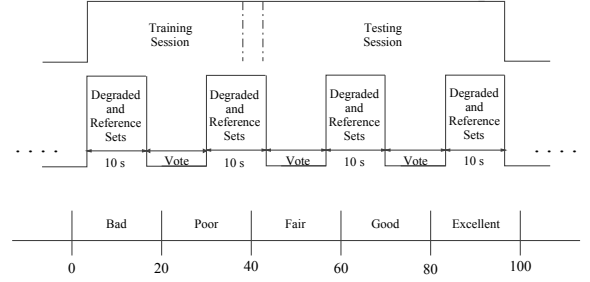 Training Session
Testing Session
Degraded and Reference Sets
Degraded and Reference Sets
Degraded and Reference Sets
Degraded and Reference Sets
. . . . 10 s Vote 10 s Vote 10 s Vote 10 s . . . .
Bad Poor Fair Good Excellent
0 20 40 60 80 100